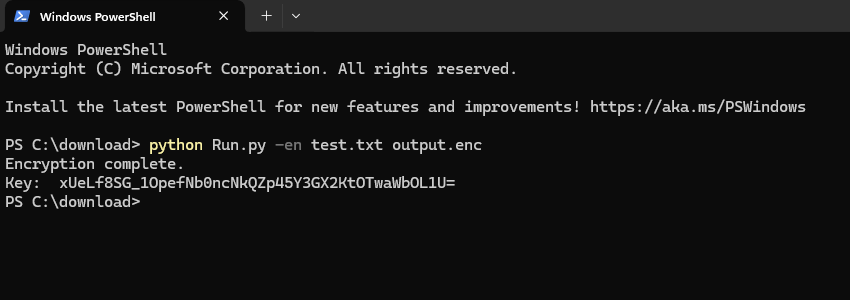 Windows PowerShell
Windows PowerShell
Copyright (C) Microsoft Corporation. All rights reserved.
Install the latest PowerShell for new features and improvements! https://aka.ms/PSWindows
PS C:\download> python Run.py -en test.txt output.enc
Encryption complete.
Key:  xUeLf8SG_1OpefNb0ncNkQZp45Y3GX2KtOTwaWbOL1U=
PS C:\download>